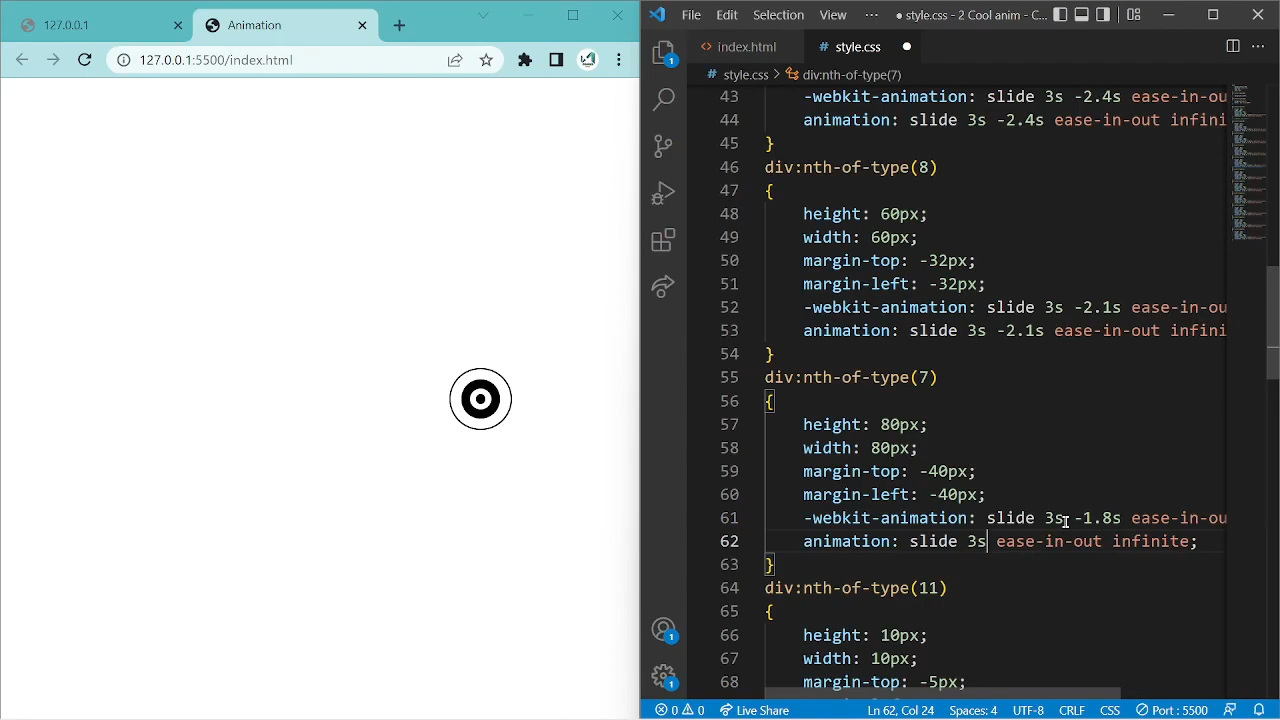 127.0.0.1
Animation
127.0.0.1:5500/index.html
File Edit Selection View ··· ● style.css - 2 Cool anim - C...
<> index.html
# style.css ●
# style.css > div:nth-of-type(7)
43 -webkit-animation: slide 3s -2.4s ease-in-ou
44 animation: slide 3s -2.4s ease-in-out infini
45 }
46 div:nth-of-type(8)
47 {
48 height: 60px;
49 width: 60px;
50 margin-top: -32px;
51 margin-left: -32px;
52 -webkit-animation: slide 3s -2.1s ease-in-ou
53 animation: slide 3s -2.1s ease-in-out infini
54 }
55 div:nth-of-type(7)
56 {
57 height: 80px;
58 width: 80px;
59 margin-top: -40px;
60 margin-left: -40px;
61 -webkit-animation: slide 3s -1.8s ease-in-ou
62 animation: slide 3s ease-in-out infinite;
63 }
64 div:nth-of-type(11)
65 {
66 height: 10px;
67 width: 10px;
68 margin-top: -5px;
1
1
1
0 0 Live Share Ln 62, Col 24 Spaces: 4 UTF-8 CRLF CSS Port : 5500